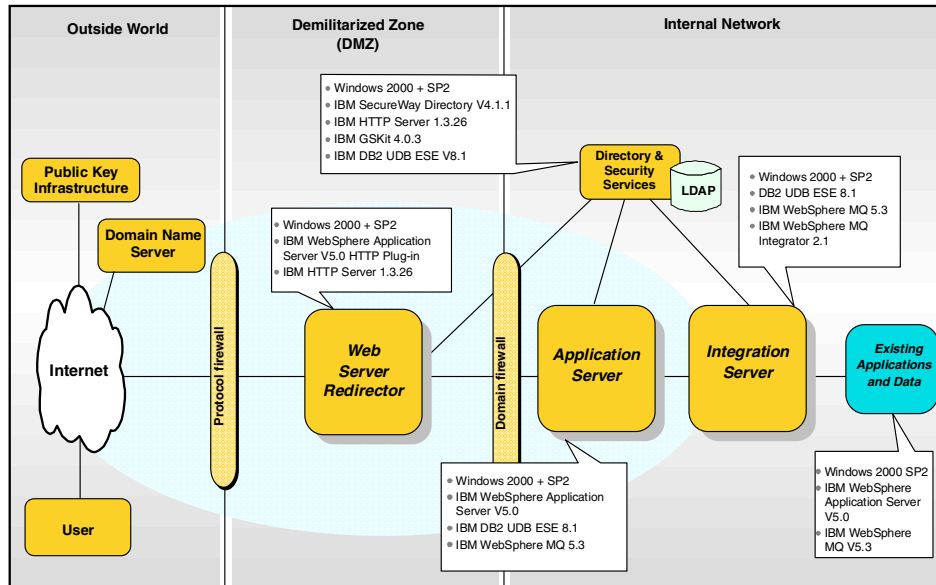 Outside World
Demilitarized Zone
(DMZ)
Internal Network
• Windows 2000 + SP2
• IBM SecureWay Directory V4.1.1
• IBM HTTP Server 1.3.26
• IBM GSKit 4.0.3
• IBM DB2 UDB ESE V8.1
Public Key
Infrastructure
Directory &
Security
Services
LDAP
• Windows 2000 + SP2
• DB2 UDB ESE 8.1
• IBM WebSphere MQ 5.3
• IBM WebSphere MQ
Integrator 2.1
Domain Name
Server
• Windows 2000 + SP2
• IBM WebSphere Application
Server V5.0 HTTP Plug-in
• IBM HTTP Server 1.3.26
Internet
Protocol firewall
Web
Server
Redirector
Domain firewall
Application
Server
Integration
Server
Existing
Applications
and Data
User
• Windows 2000 + SP2
• IBM WebSphere Application
Server V5.0
• IBM DB2 UDB ESE 8.1
• IBM WebSphere MQ 5.3
• Windows 2000 SP2
• IBM WebSphere
Application Server
V5.0
• IBM WebSphere
MQ V5.3